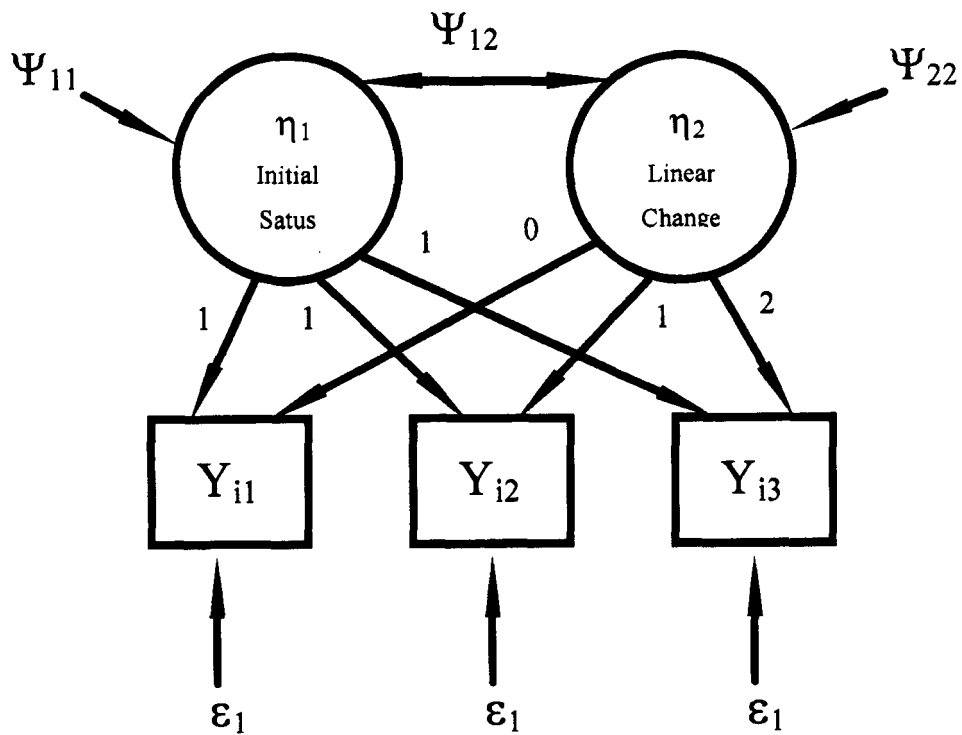 Ψ12
Ψ11
Ψ22
η1
Initial
Satus
η2
Linear
Change
1
0
1
1
1
2
Yi1
Yi2
Yi3
ε1
ε1
ε1